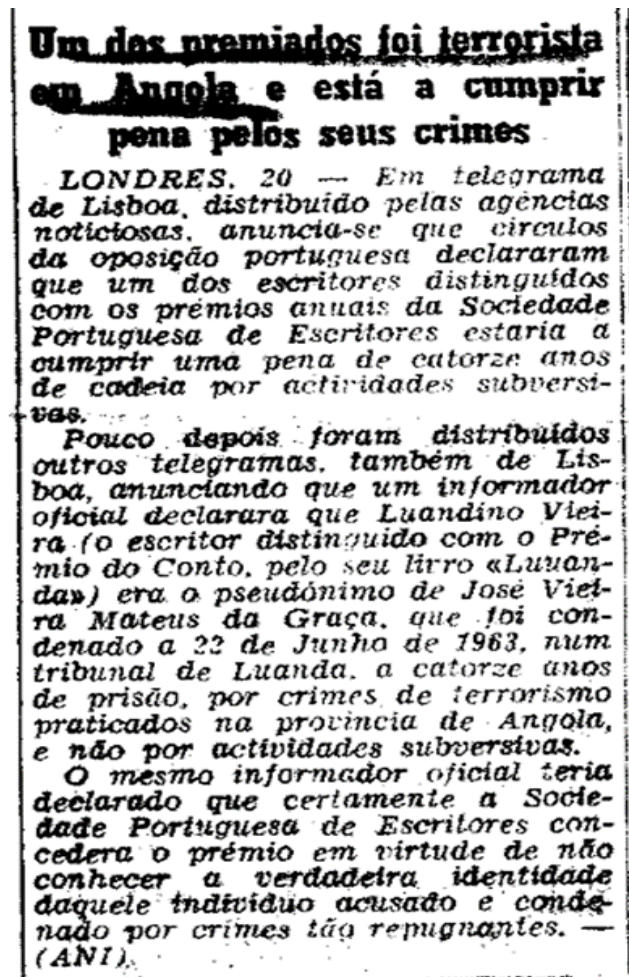 Um dos premiados foi terrorista
em Angola e está a cumprir
pena pelos seus crimes
LONDRES, 20 — Em telegrama
de Lisboa, distribuído pelas agências
noticiosas, anuncia-se que círculos
da oposição portuguesa declararam
que um dos escritores distinguidos
com os prémios anuais da Sociedade
Portuguesa de Escritores estaria a
cumprir uma pena de catorze anos
de cadeia por actividades subversi-
vas.
Pouco depois foram distribuídos
outros telegramas, também de Lis-
boa, anunciando que um informador
oficial declarara que Luandino Viei-
ra (o escritor distinguido com o Pré-
mio do Conto, pelo seu livro «Luuan-
da») era o pseudónimo de José Viei-
ra Mateus da Graça, que foi con-
denado a 22 de Junho de 1963, num
tribunal de Luanda, a catorze anos
de prisão, por crimes de terrorismo
praticados na província de Angola,
e não por actividades subversivas.
O mesmo informador oficial teria
declarado que certamente a Socie-
dade Portuguesa de Escritores con-
cedera o prémio em virtude de não
conhecer a verdadeira identidade
daquele indivíduo acusado e conde-
nado por crimes tão repugnantes. —
(ANI).